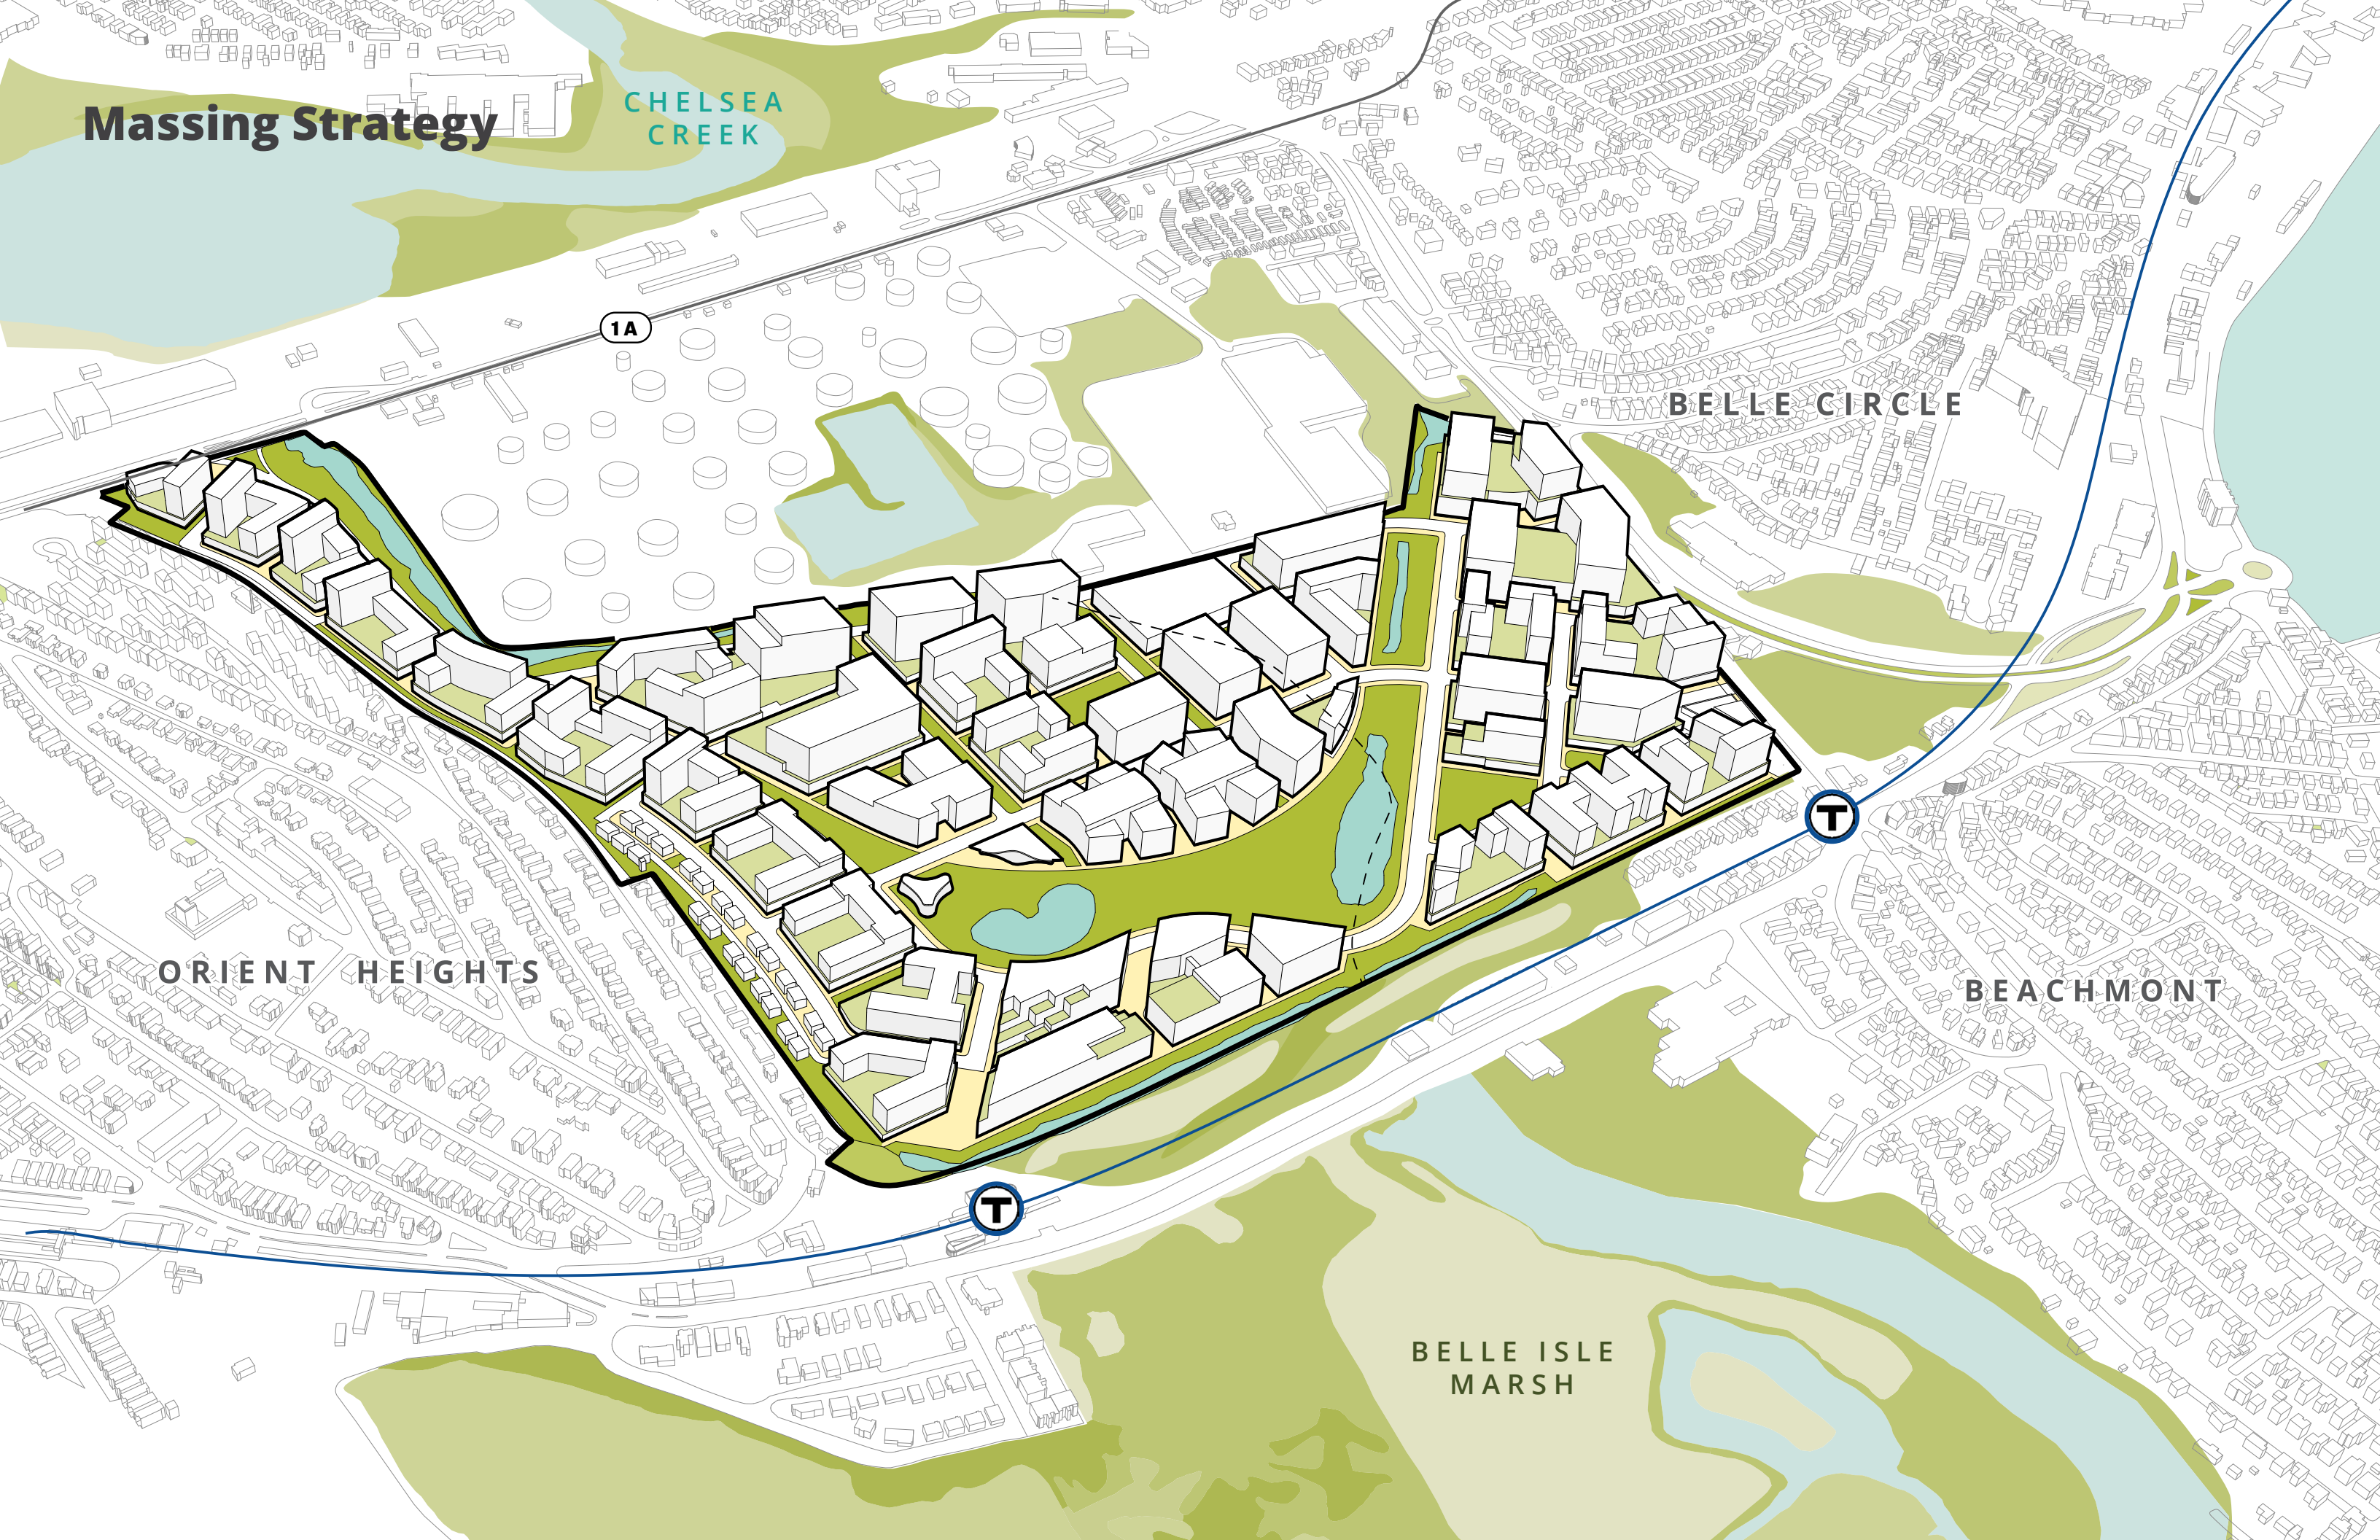 Massing Strategy
CHELSEA
CREEK
1A
BELLE CIRCLE
T
ORIENT HEIGHTS
BEACHMONT
T
BELLE ISLE
MARSH